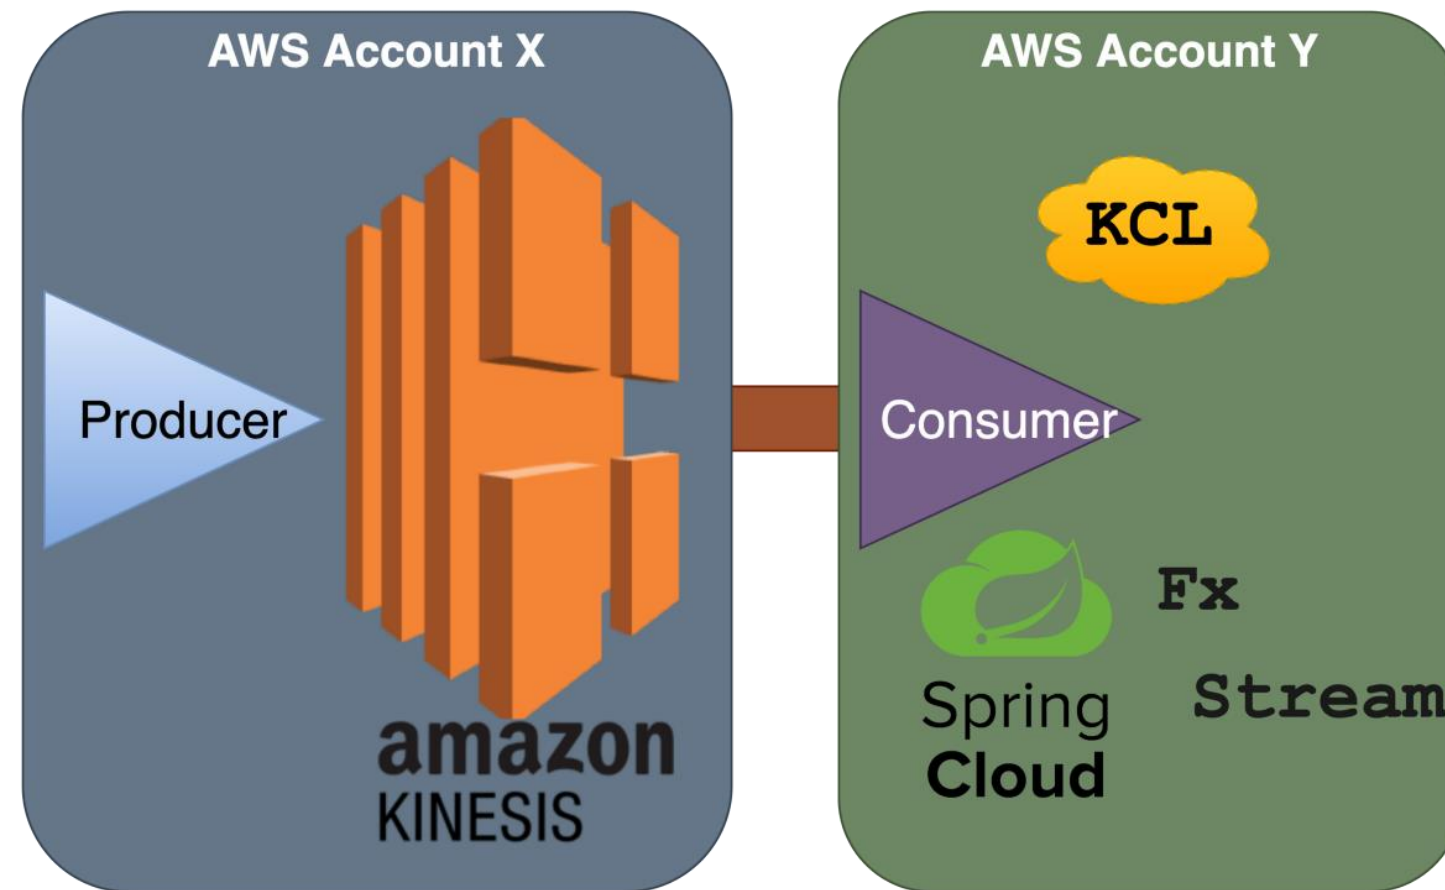 AWS Account X
Producer
amazon
KINESIS
AWS Account Y
KCL
Consumer
Fx
Stream
Spring
Cloud